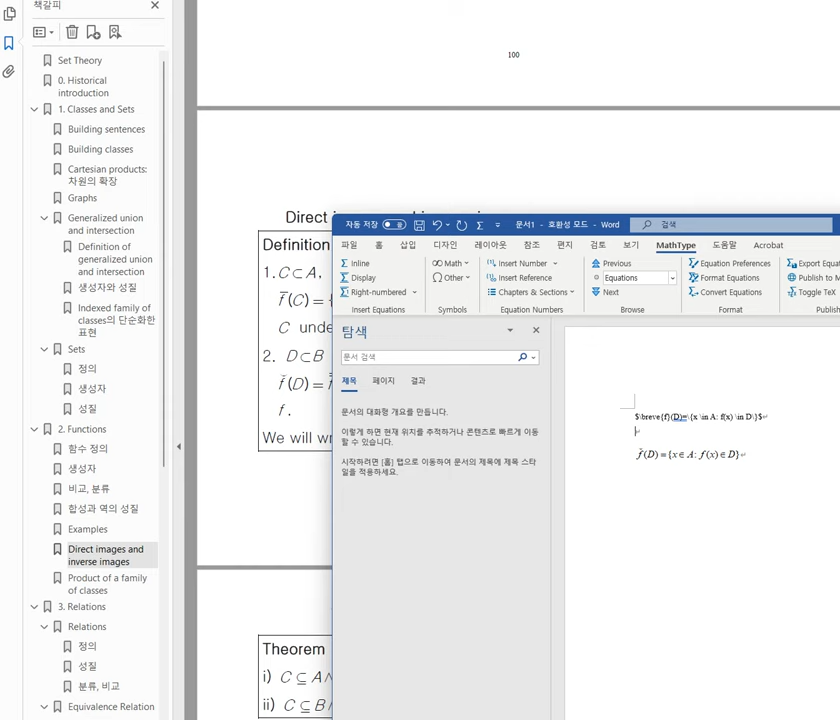 책갈피
Set Theory
0. Historical
introduction
1. Classes and Sets
Building sentences
Building classes
Cartesian products:
차원의 확장
Graphs
Generalized union
and intersection
Definition of
generalized union
and intersection
생성자와 성질
Indexed family of
classes의 단순화한
표현
Sets
정의
생성자
성질
2. Functions
함수 정의
생성자
비교, 분류
합성과 역의 성질
Examples
Direct images and
inverse images
Product of a family
of classes
3. Relations
Relations
정의
성질
분류, 비교
Equivalence Relation
100
Direct
Definition
1. C⊂A,
f̅(C)={
C unde
2. D⊂B
f̆(D)=
f.
We will wr
Theorem
i) C⊆A∧
ii) C⊆B∧
자동 저장 문서1 - 호환성 모드 - Word 검색
파일 홈 삽입 디자인 레이아웃 참조 편지 검토 보기 MathType 도움말 Acrobat
Inline Math Insert Number Previous Equation Preferences Export Equa
Display Other Insert Reference Equations Format Equations Publish to M
Right-numbered Chapters & Sections Next Convert Equations Toggle TeX
Insert Equations Symbols Equation Numbers Browse Format Publish
탐색
문서 검색
제목 페이지 결과
문서의 대화형 개요를 만듭니다.
이렇게 하면 현재 위치를 추적하거나 콘텐츠로 빠르게 이동
할 수 있습니다.
시작하려면 [홈] 탭으로 이동하여 문서의 제목에 제목 스타
일을 적용하세요.
$\breve{f}(D)=\{x \in A: f(x) \in D\}$
f̆(D)={x∈A: f(x)∈D}